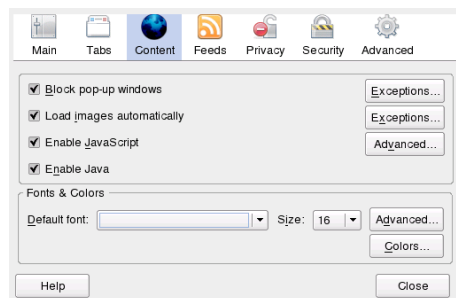 Main Tabs Content Feeds Privacy Security Advanced
Block pop-up windows Exceptions...
Load images automatically Exceptions...
Enable JavaScript Advanced...
Enable Java
Fonts & Colors
Default font: Size: 16 Advanced...
Colors...
Help Close